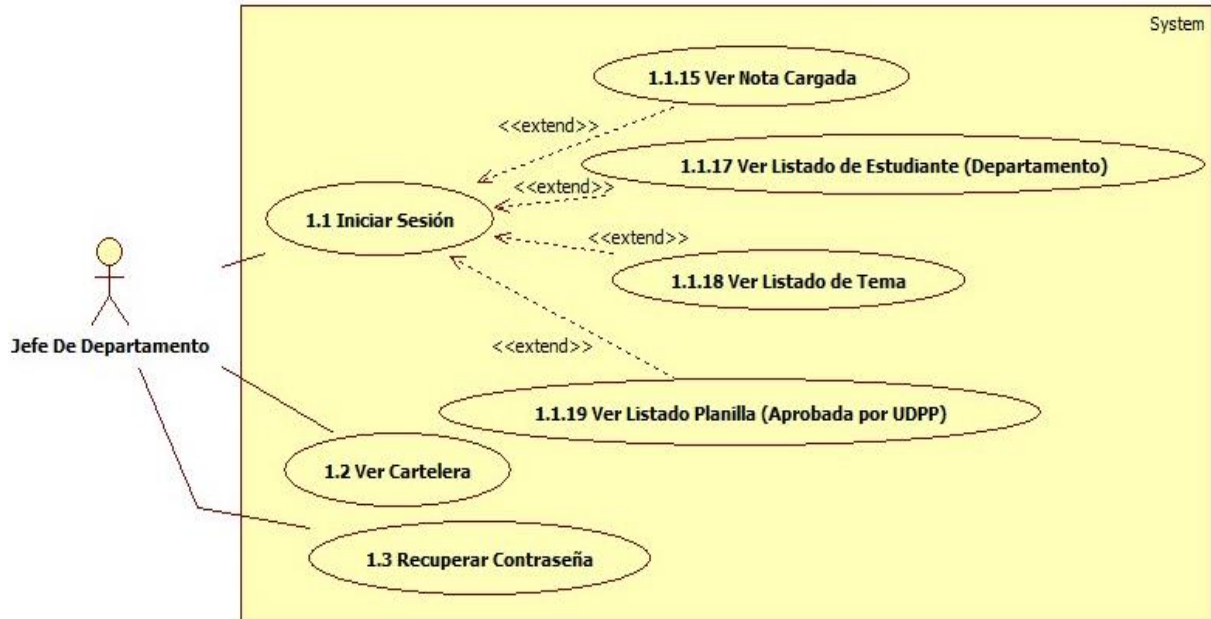 System
1.1.15 Ver Nota Cargada
<<extend>>
1.1.17 Ver Listado de Estudiante (Departamento)
<<extend>>
1.1 Iniciar Sesión
<<extend>>
1.1.18 Ver Listado de Tema
Jefe De Departamento
<<extend>>
1.1.19 Ver Listado Planilla (Aprobada por UDPP)
1.2 Ver Cartelera
1.3 Recuperar Contraseña